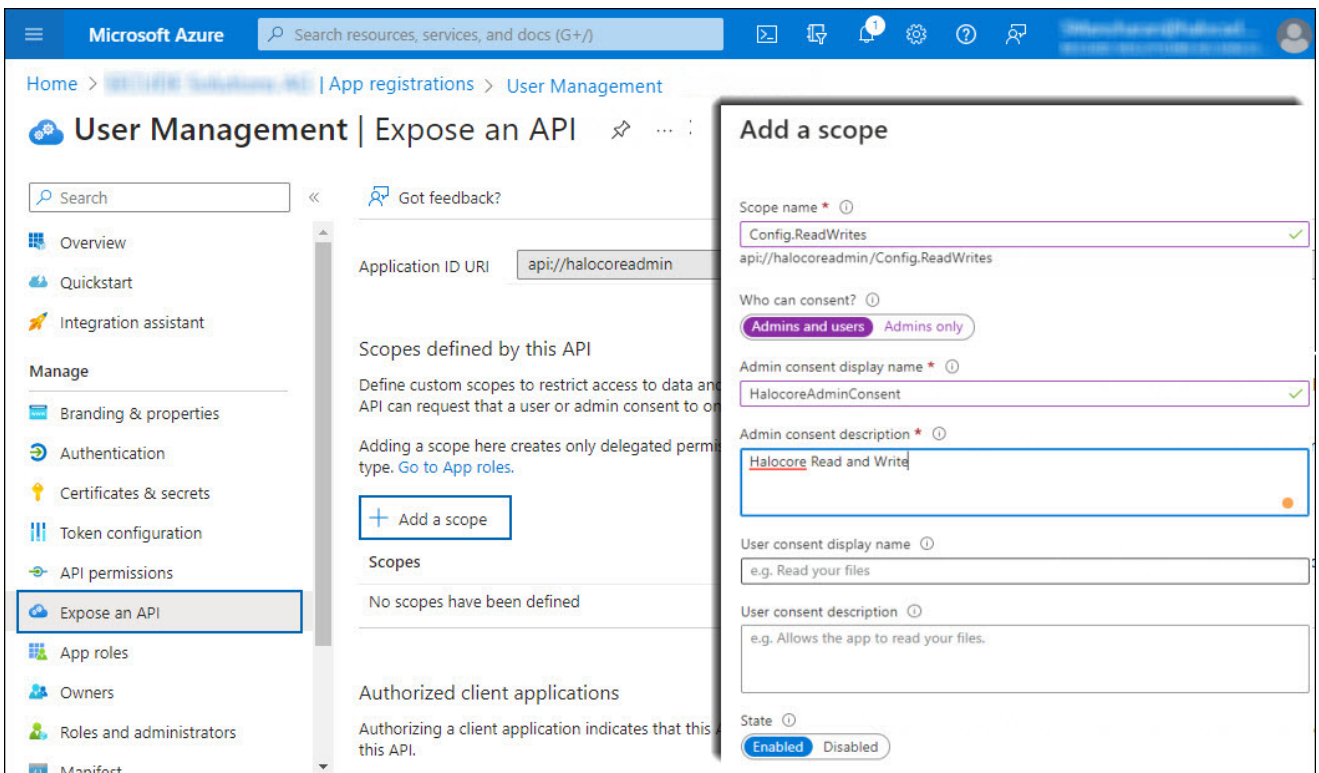 Microsoft Azure
Search resources, services, and docs (G+/)
1
Home > | App registrations > User Management
User Management | Expose an API
Search
Got feedback?
Overview
Quickstart
Integration assistant
Manage
Branding & properties
Authentication
Certificates & secrets
Token configuration
API permissions
Expose an API
App roles
Owners
Roles and administrators
Manifest
Application ID URI api://halocoreadmin
Scopes defined by this API
Define custom scopes to restrict access to data and
API can request that a user or admin consent to on
Adding a scope here creates only delegated permis
type. Go to App roles.
+ Add a scope
Scopes
No scopes have been defined
Authorized client applications
Authorizing a client application indicates that this
this API.
Add a scope
Scope name *
Config.ReadWrites
api://halocoreadmin/Config.ReadWrites
Who can consent?
Admins and users Admins only
Admin consent display name *
HalocoreAdminConsent
Admin consent description *
Halocore Read and Write
User consent display name
e.g. Read your files
User consent description
e.g. Allows the app to read your files.
State
Enabled Disabled